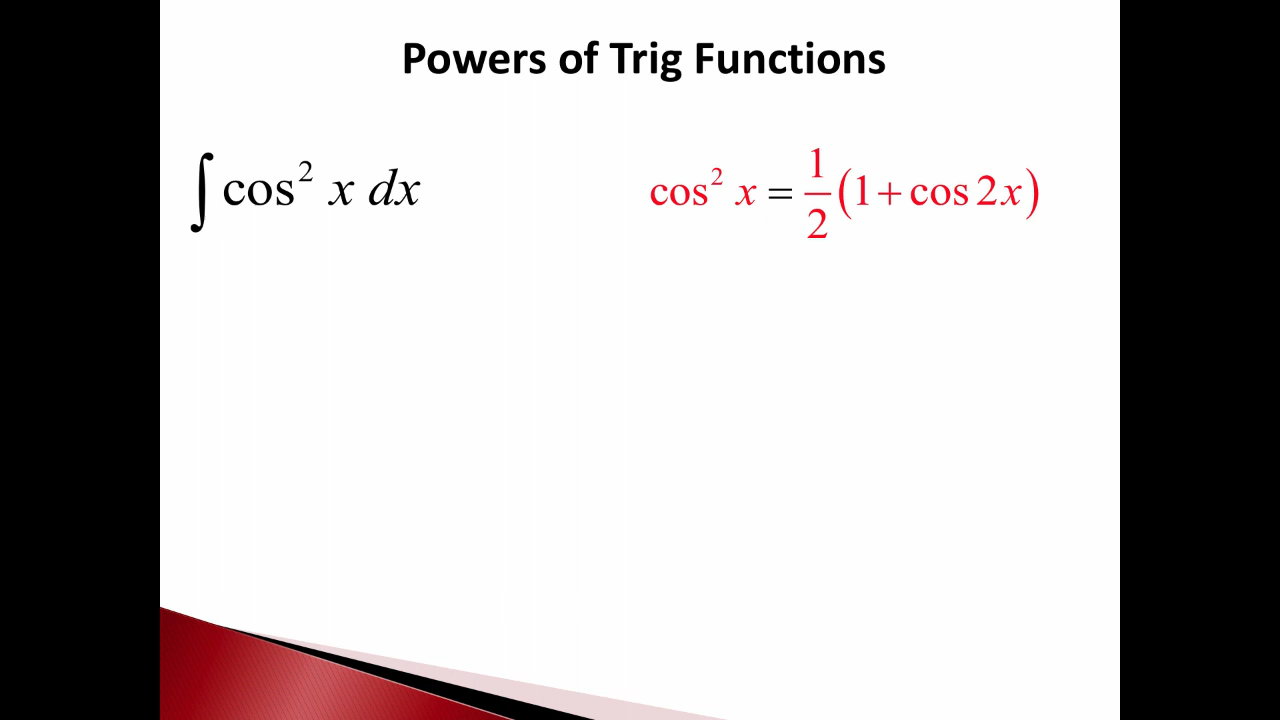 Powers of Trig Functions
∫ cos² x dx
cos² x = 1/2 (1 + cos 2x)